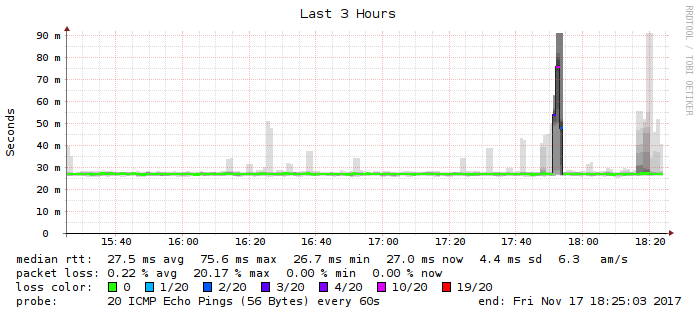 Last 3 Hours
RRDTOOL / TOBI OETIKER
Seconds
90 m
80 m
70 m
60 m
50 m
40 m
30 m
20 m
10 m
0
15:40 16:00 16:20 16:40 17:00 17:20 17:40 18:00 18:20
median rtt: 27.5 ms avg 75.6 ms max 26.7 ms min 27.0 ms now 4.4 ms sd 6.3 am/s
packet loss: 0.22 % avg 20.17 % max 0.00 % min 0.00 % now
loss color: 0 1/20 2/20 3/20 4/20 10/20 19/20
probe: 20 ICMP Echo Pings (56 Bytes) every 60s end: Fri Nov 17 18:25:03 2017